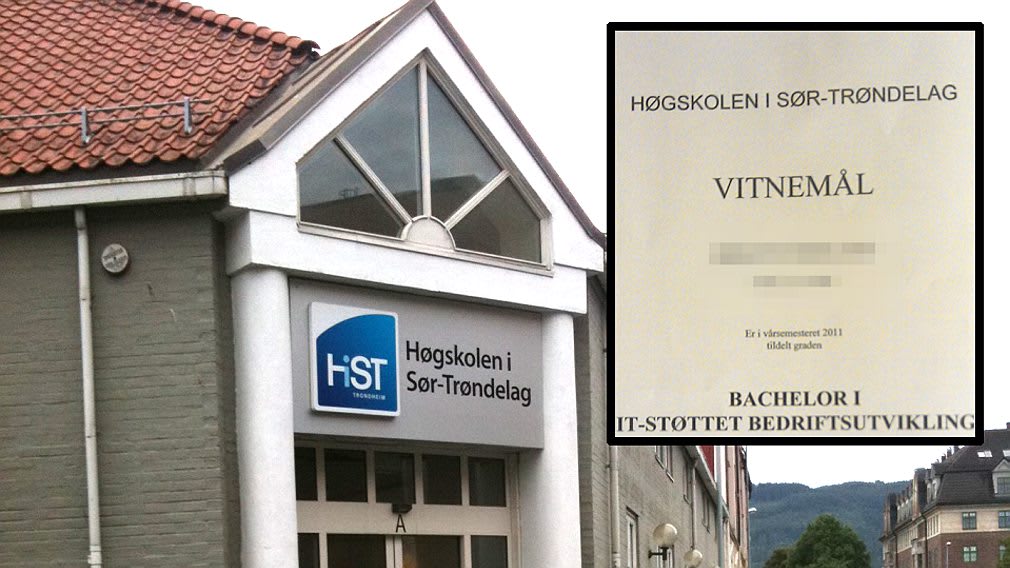 HiST
TRONDHEIM
Høgskolen i
Sør-Trøndelag
A
HØGSKOLEN I SØR-TRØNDELAG
VITNEMÅL
Er i vårsemesteret 2011
tildelt graden
BACHELOR I
IT-STØTTET BEDRIFTSUTVIKLING